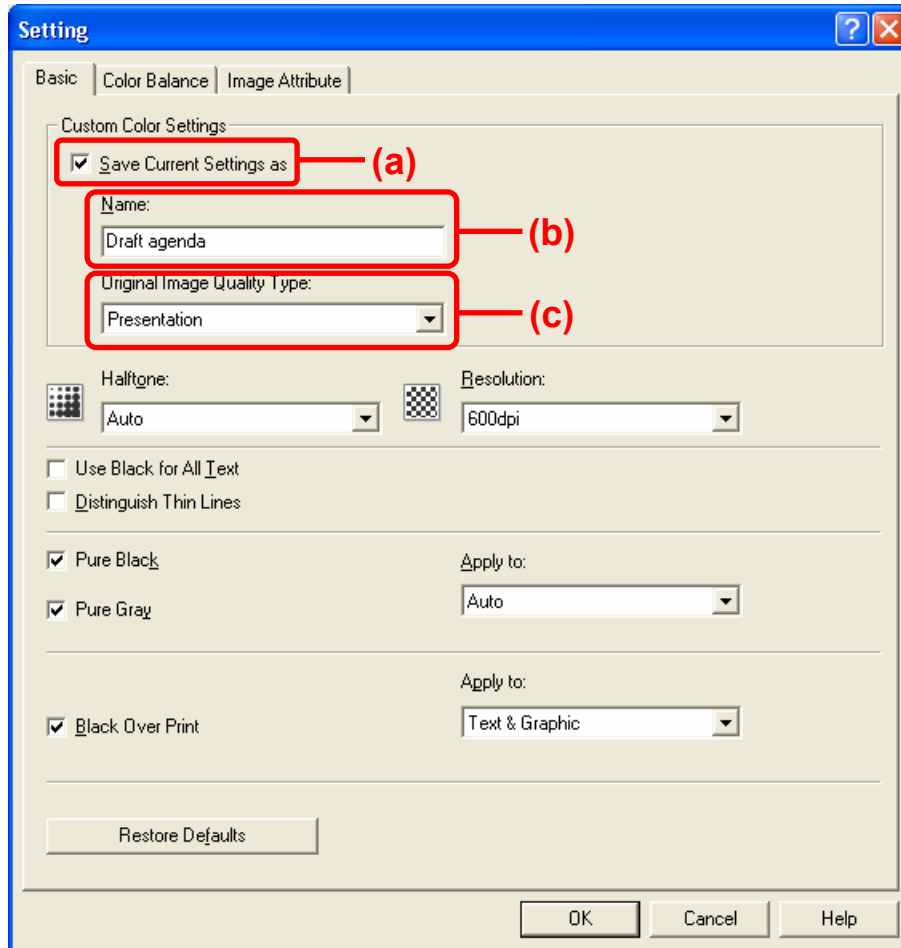 Setting
Basic Color Balance Image Attribute
Custom Color Settings
Save Current Settings as (a)
Name:
Draft agenda (b)
Original Image Quality Type:
Presentation (c)
Halftone: Resolution:
Auto 600dpi
Use Black for All Text
Distinguish Thin Lines
Pure Black Apply to:
Pure Gray Auto
Apply to:
Black Over Print Text & Graphic
Restore Defaults
OK Cancel Help